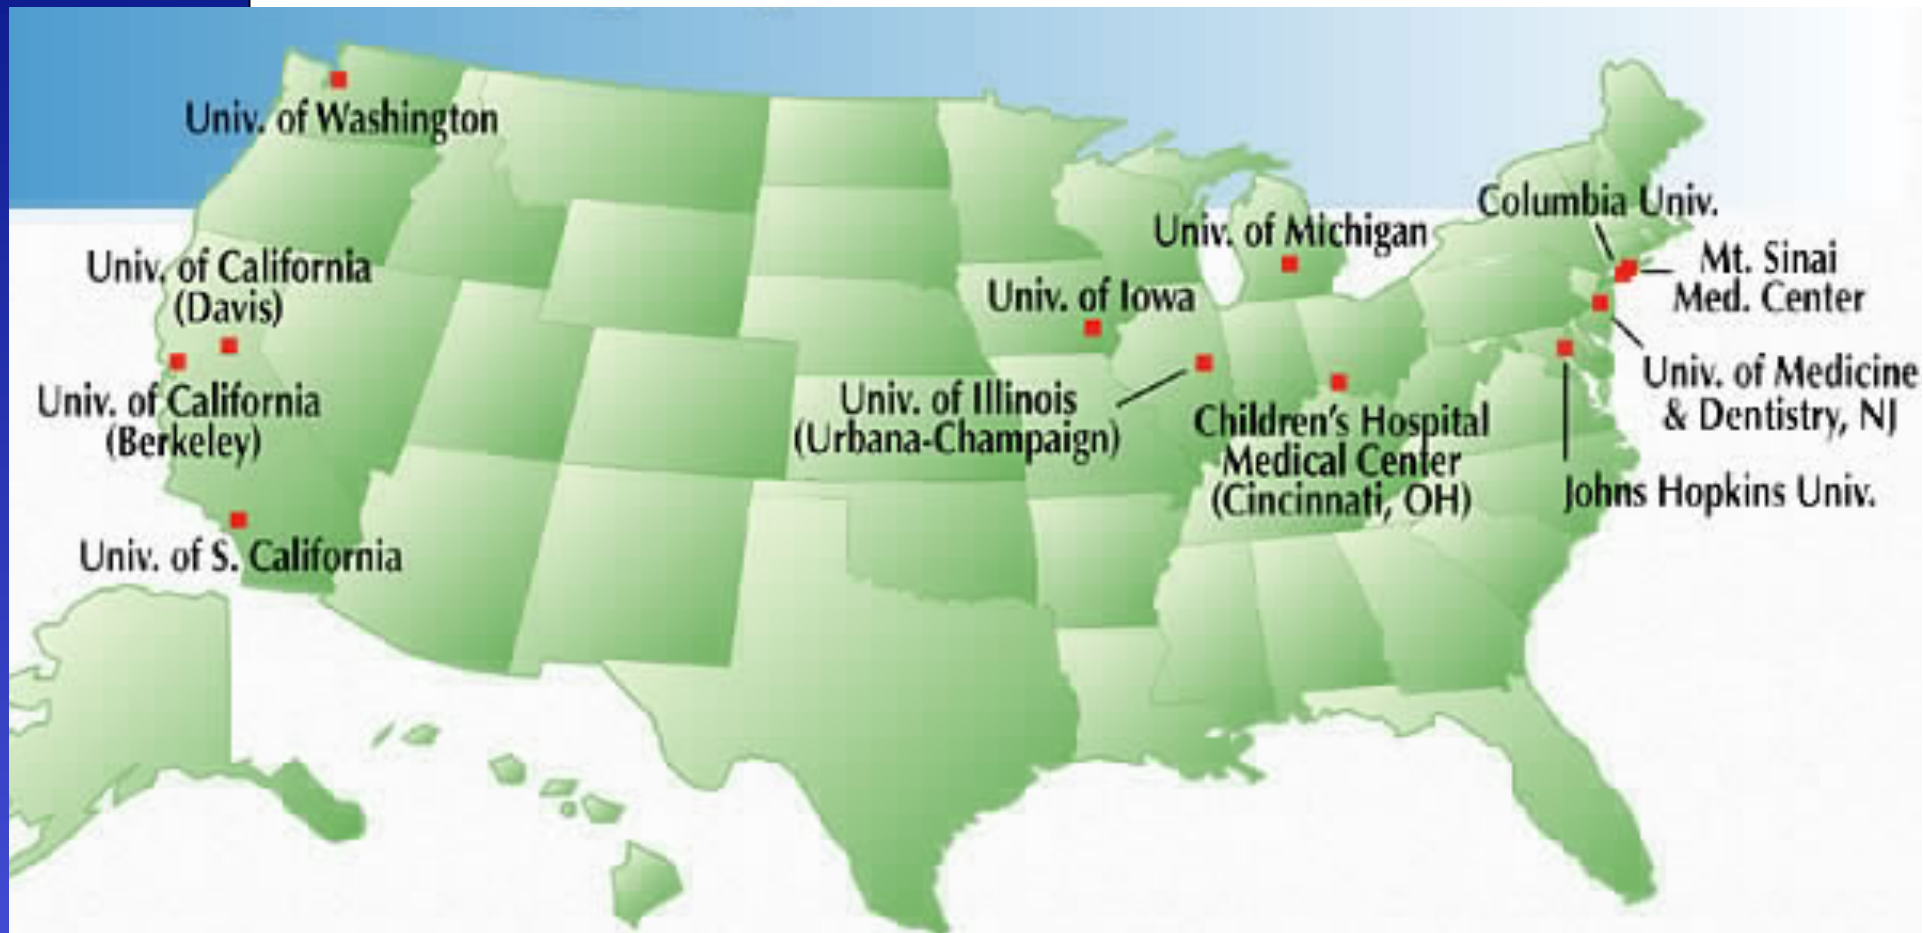 Univ. of Washington
Columbia Univ.
Univ. of Michigan
Mt. Sinai
Med. Center
Univ. of California
(Davis)
Univ. of Iowa
Univ. of Medicine
& Dentistry, NJ
Univ. of California
(Berkeley)
Univ. of Illinois
(Urbana-Champaign)
Children's Hospital
Medical Center
(Cincinnati, OH)
Johns Hopkins Univ.
Univ. of S. California